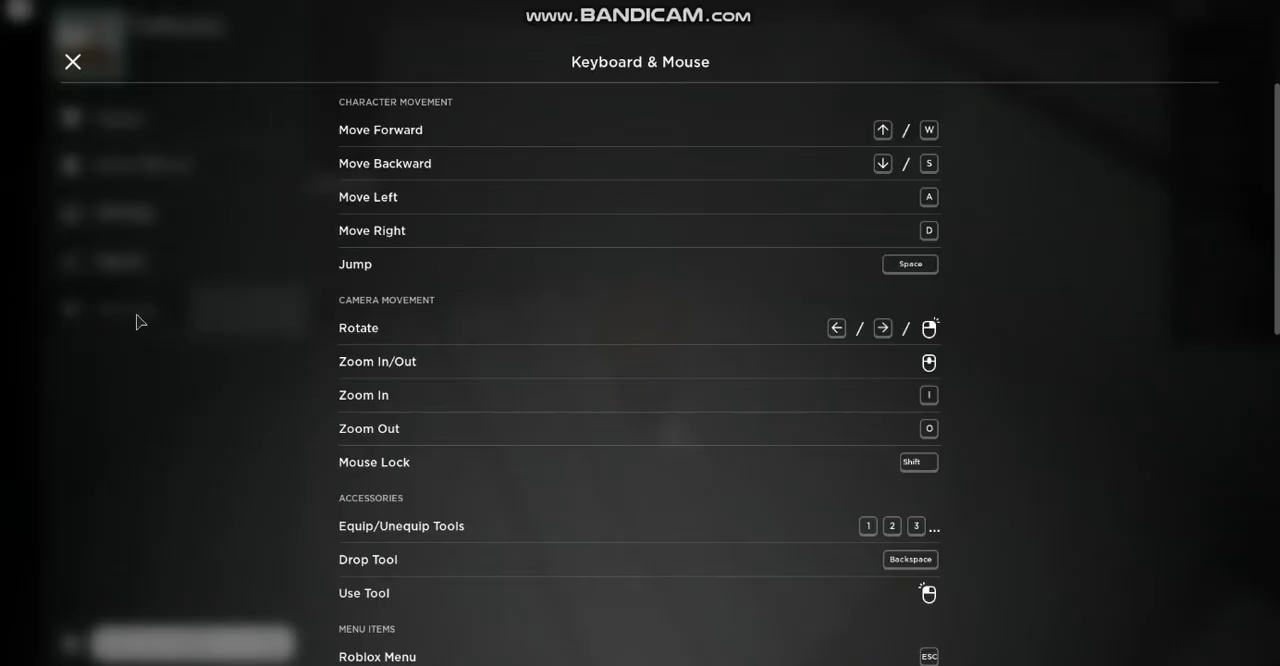 www.BANDICAM.com
Keyboard & Mouse
CHARACTER MOVEMENT
Move Forward ↑ / W
Move Backward ↓ / S
Move Left A
Move Right D
Jump Space
CAMERA MOVEMENT
Rotate ← / → /
Zoom In/Out
Zoom In I
Zoom Out O
Mouse Lock Shift
ACCESSORIES
Equip/Unequip Tools 1 2 3 ...
Drop Tool Backspace
Use Tool
MENU ITEMS
Roblox Menu ESC